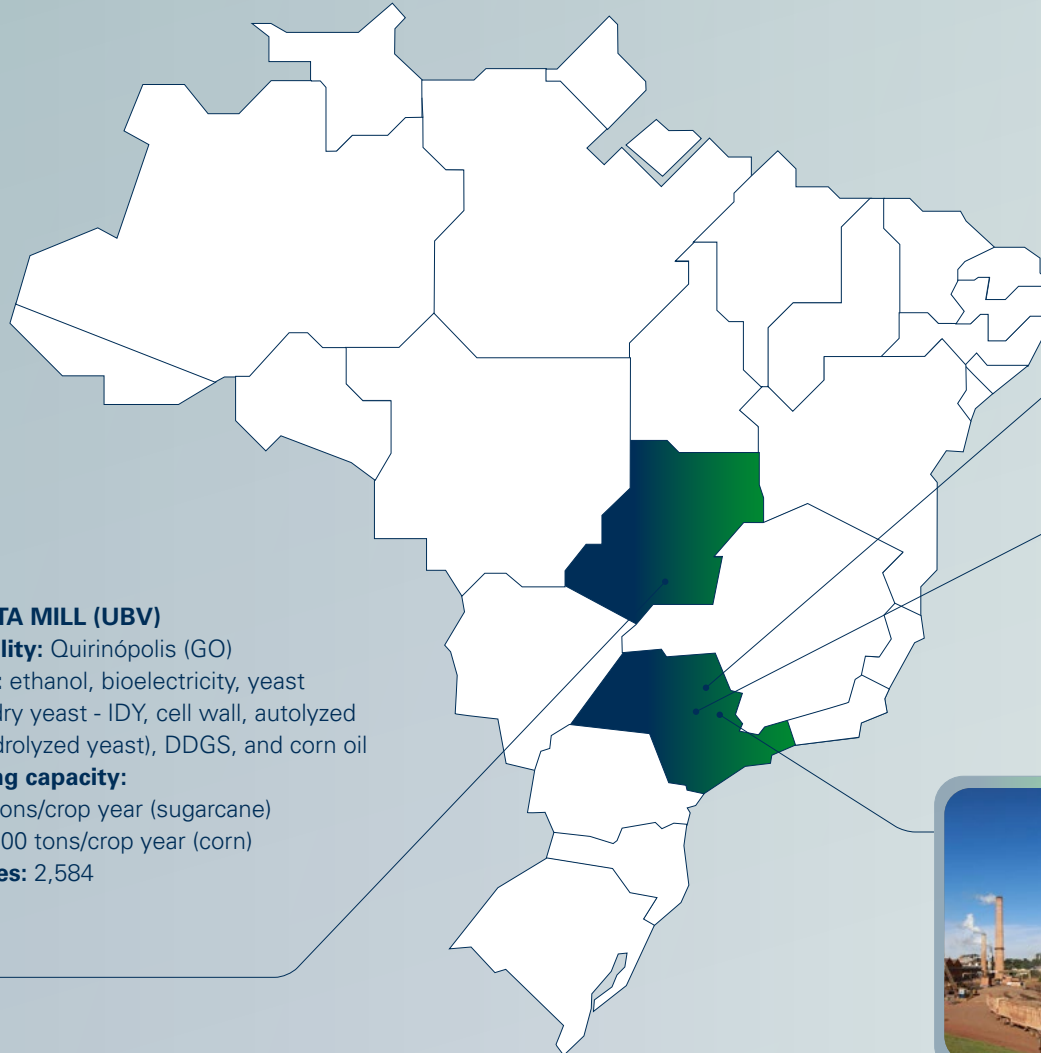 TA MILL (UBV)
lity: Quirinópolis (GO)
: ethanol, bioelectricity, yeast
dry yeast - IDY, cell wall, autolyzed
drolyzed yeast), DDGS, and corn oil
ng capacity:
ons/crop year (sugarcane)
00 tons/crop year (corn)
es: 2,584